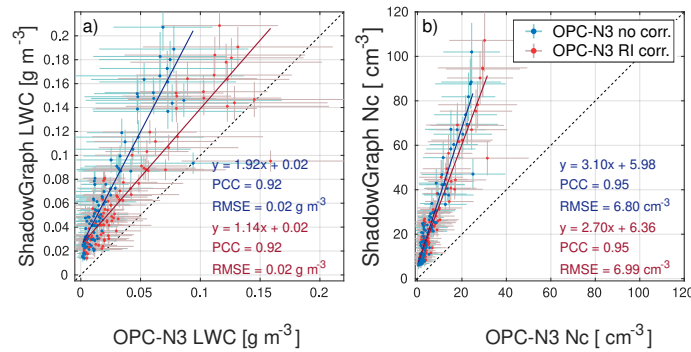 a)
ShadowGraph LWC [g m⁻³]
0.2
0.18
0.16
0.14
0.12
0.1
0.08
0.06
0.04
0.02
0
y = 1.92x + 0.02
PCC = 0.92
RMSE = 0.02 g m⁻³
y = 1.14x + 0.02
PCC = 0.92
RMSE = 0.02 g m⁻³
0 0.05 0.1 0.15 0.2
OPC-N3 LWC [g m⁻³]
b)
OPC-N3 no corr.
OPC-N3 RI corr.
ShadowGraph Nc [ cm⁻³]
120
100
80
60
40
20
0
y = 3.10x + 5.98
PCC = 0.95
RMSE = 6.80 cm⁻³
y = 2.70x + 6.36
PCC = 0.95
RMSE = 6.99 cm⁻³
0 20 40 60 80 100 120
OPC-N3 Nc [ cm⁻³]